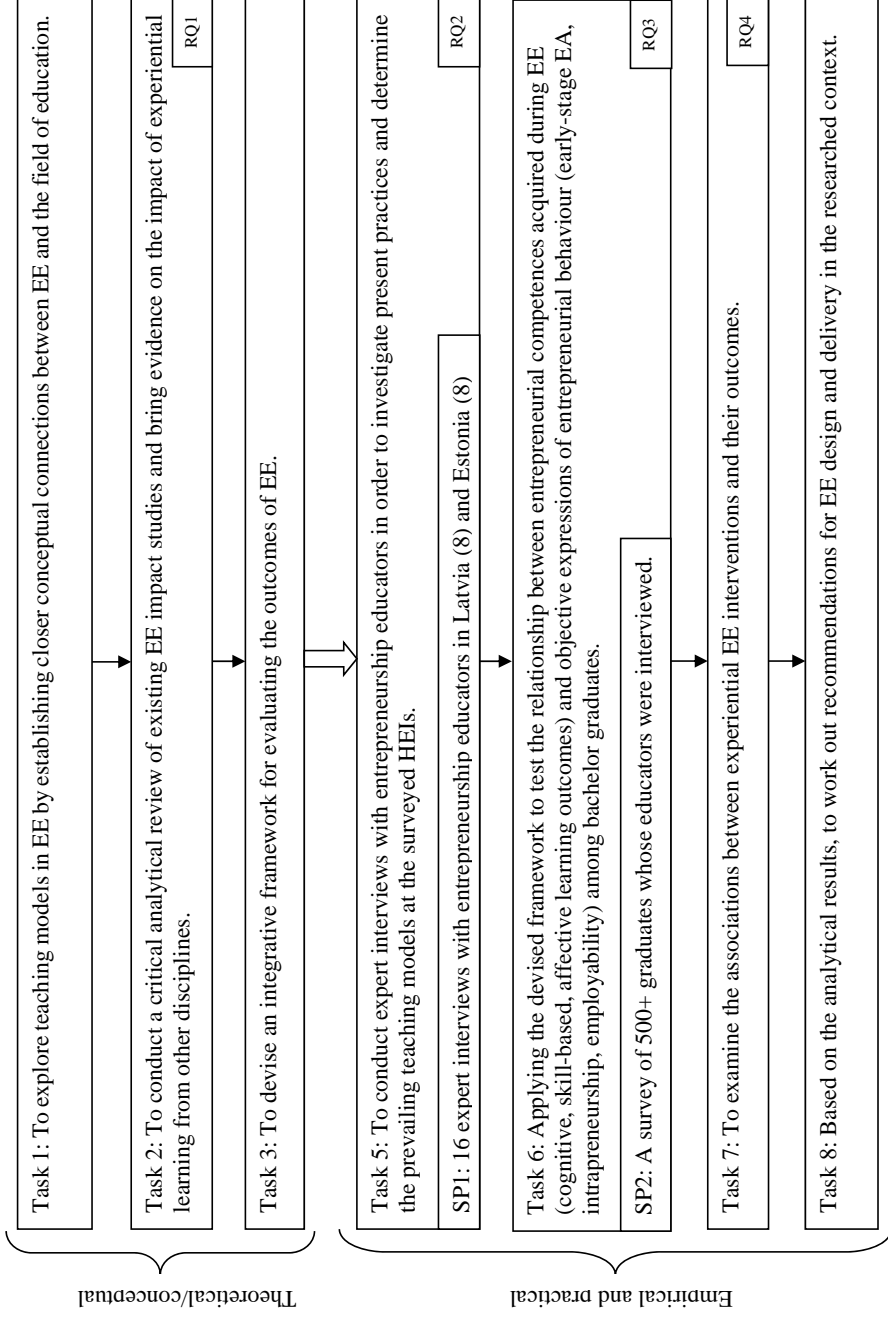 Theoretical/conceptual
Task 1: To explore teaching models in EE by establishing closer conceptual connections between EE and the field of education.
Task 2: To conduct a critical analytical review of existing EE impact studies and bring evidence on the impact of experiential
learning from other disciplines.
RQ1
Task 3: To devise an integrative framework for evaluating the outcomes of EE.
Empirical and practical
Task 5: To conduct expert interviews with entrepreneurship educators in order to investigate present practices and determine
the prevailing teaching models at the surveyed HEIs.
SP1: 16 expert interviews with entrepreneurship educators in Latvia (8) and Estonia (8)
RQ2
Task 6: Applying the devised framework to test the relationship between entrepreneurial competences acquired during EE
(cognitive, skill-based, affective learning outcomes) and objective expressions of entrepreneurial behaviour (early-stage EA,
intrapreneurship, employability) among bachelor graduates.
SP2: A survey of 500+ graduates whose educators were interviewed.
RQ3
Task 7: To examine the associations between experiential EE interventions and their outcomes.
RQ4
Task 8: Based on the analytical results, to work out recommendations for EE design and delivery in the researched context.